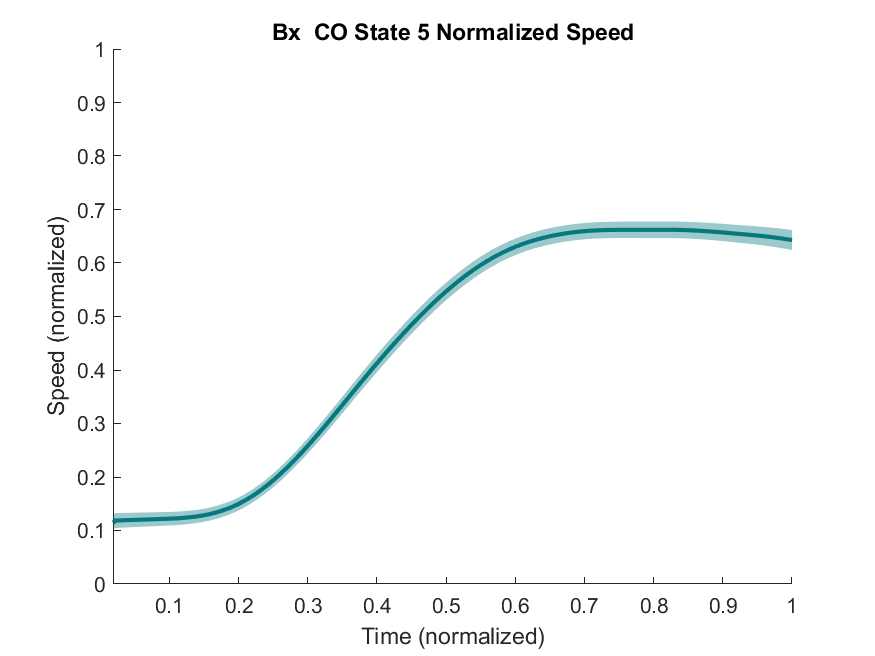 Bx  CO State 5 Normalized Speed
1
0.9
0.8
0.7
0.6
0.5
0.4
0.3
0.2
0.1
0
Speed (normalized)
0.1 0.2 0.3 0.4 0.5 0.6 0.7 0.8 0.9 1
Time (normalized)